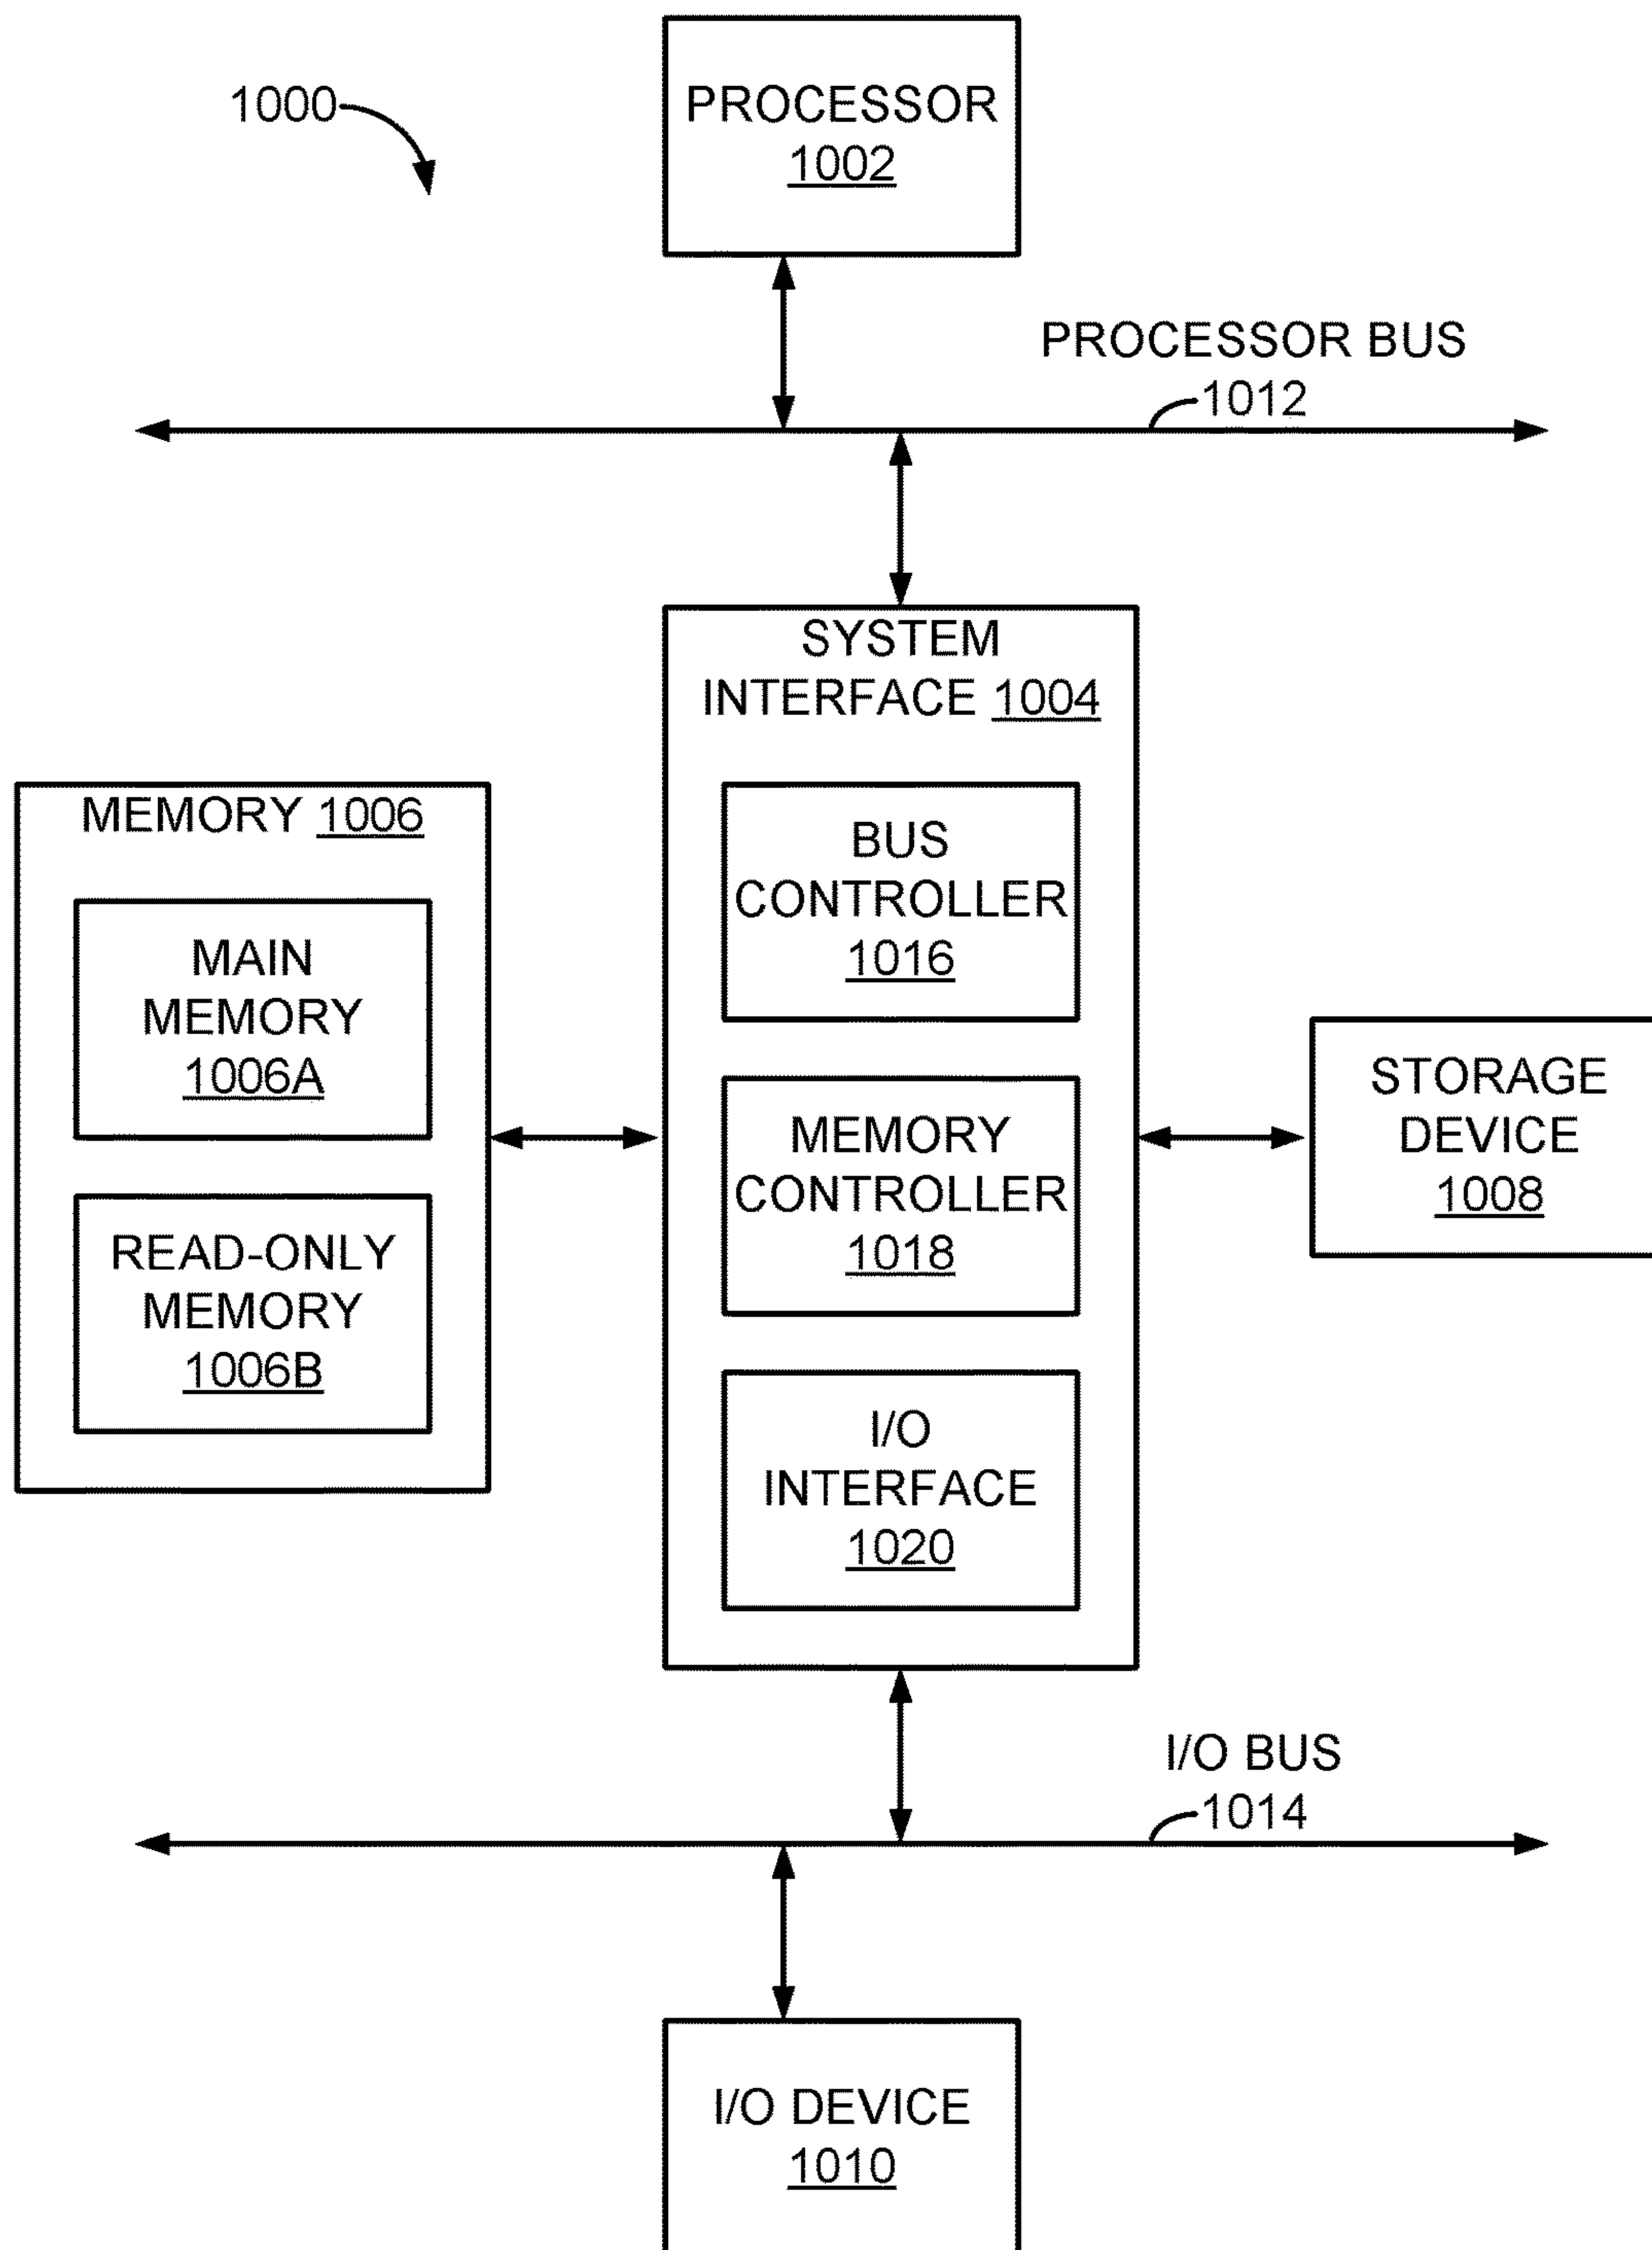 1000
PROCESSOR
1002
PROCESSOR BUS
1012
SYSTEM
INTERFACE 1004
MEMORY 1006
BUS
CONTROLLER
1016
MAIN
MEMORY
1006A
MEMORY
CONTROLLER
1018
STORAGE
DEVICE
1008
READ-ONLY
MEMORY
1006B
I/O
INTERFACE
1020
I/O BUS
1014
I/O DEVICE
1010